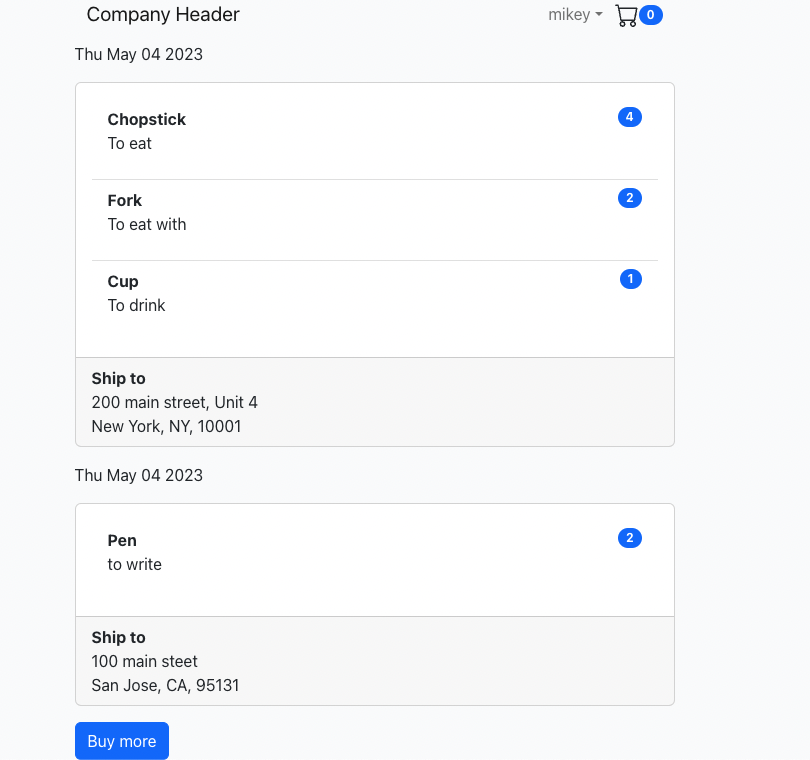 Company Header mikey 0
Thu May 04 2023
Chopstick 4
To eat
Fork 2
To eat with
Cup 1
To drink
Ship to
200 main street, Unit 4
New York, NY, 10001
Thu May 04 2023
Pen 2
to write
Ship to
100 main steet
San Jose, CA, 95131
Buy more